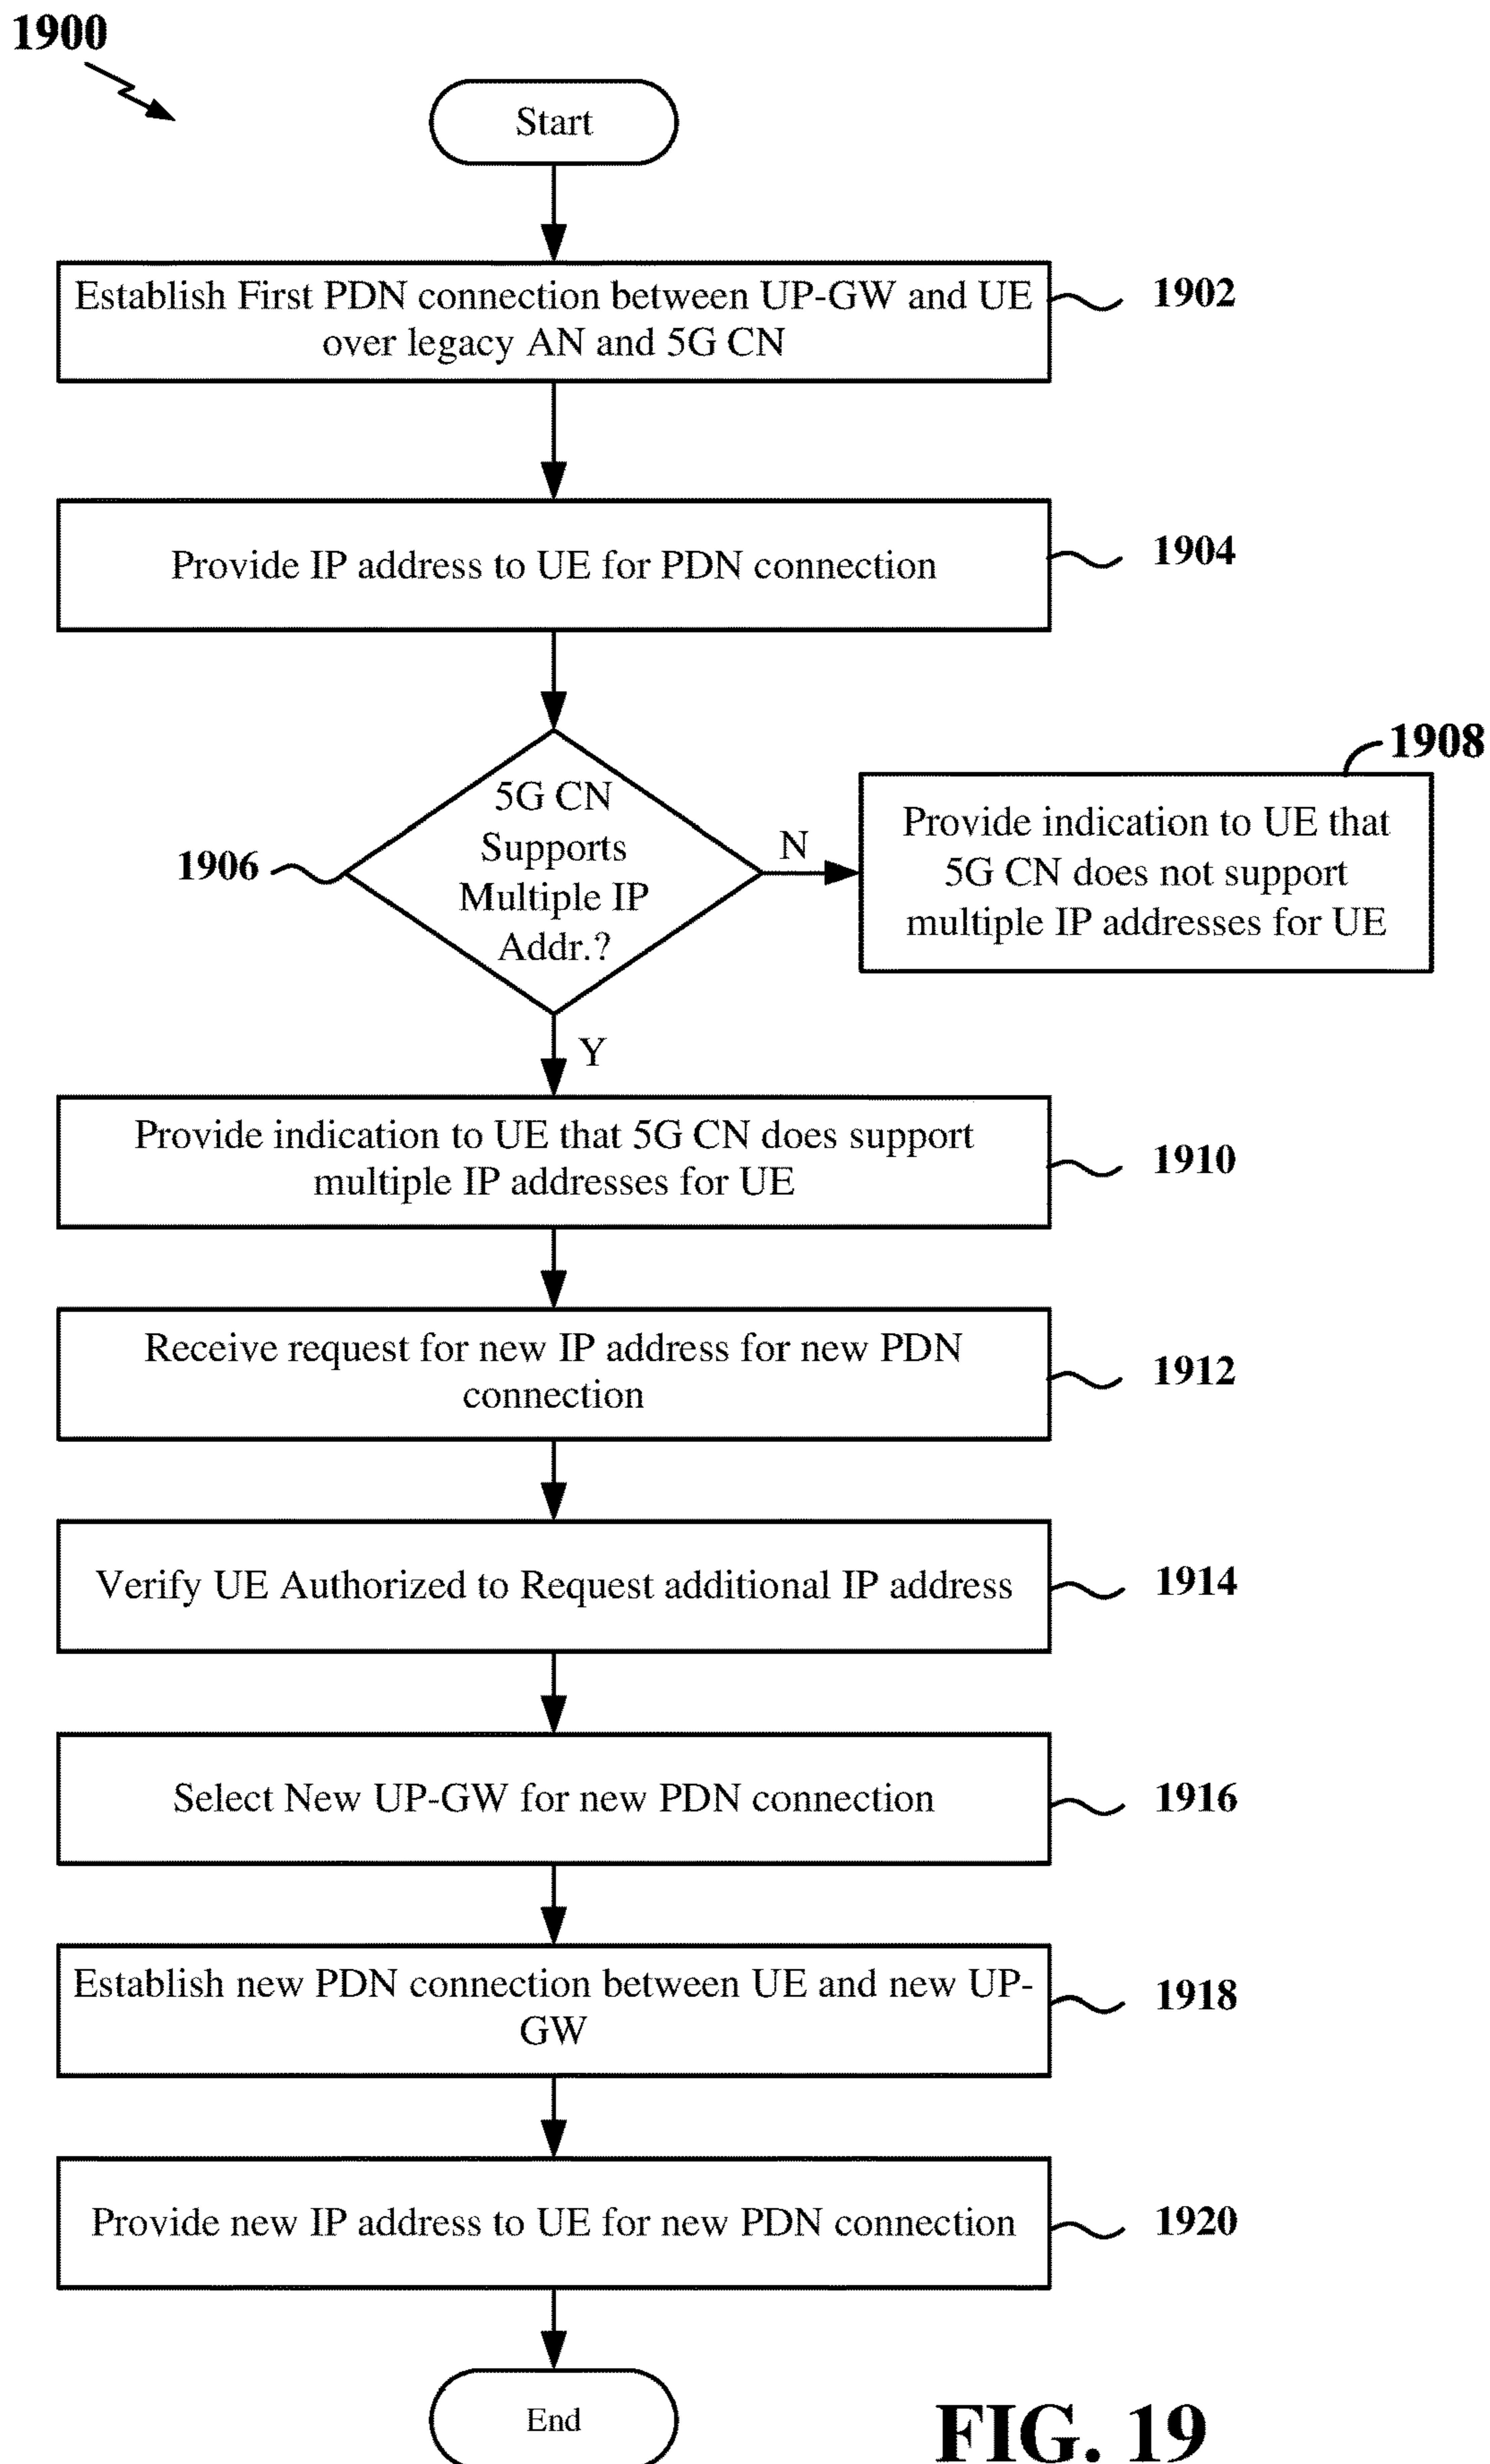 1900
Start
Establish First PDN connection between UP-GW and UE
over legacy AN and 5G CN
1902
Provide IP address to UE for PDN connection
1904
5G CN
Supports
Multiple IP
Addr.?
1906
N
1908
Provide indication to UE that
5G CN does not support
multiple IP addresses for UE
Y
Provide indication to UE that 5G CN does support
multiple IP addresses for UE
1910
Receive request for new IP address for new PDN
connection
1912
Verify UE Authorized to Request additional IP address
1914
Select New UP-GW for new PDN connection
1916
Establish new PDN connection between UE and new UP-
GW
1918
Provide new IP address to UE for new PDN connection
1920
End
FIG. 19